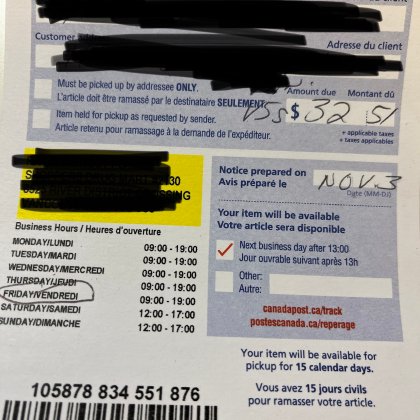 Customer
Adresse du client
Must be picked up by addressee ONLY.
L'article doit être ramassé par le destinataire SEULEMENT.
Amount due Montant dû
$ 32 51
Item held for pickup as requested by sender.
Article retenu pour ramassage à la demande de l'expéditeur.
+ applicable taxes
+ taxes applicables
Notice prepared on
Avis préparé le
NOV.3
Date (MM-DJ)
Your item will be available
Votre article sera disponible
Next business day after 13:00
Jour ouvrable suivant après 13h
Other:
Autre:
canadapost.ca/track
postescanada.ca/reperage
Business Hours / Heures d'ouverture
MONDAY/LUNDI 09:00 - 19:00
TUESDAY/MARDI 09:00 - 19:00
WEDNESDAY/MERCREDI 09:00 - 19:00
THURSDAY/JEUDI 09:00 - 19:00
FRIDAY/VENDREDI 09:00 - 19:00
SATURDAY/SAMEDI 12:00 - 17:00
SUNDAY/DIMANCHE 12:00 - 17:00
Your item will be available for
pickup for 15 calendar days.
Vous avez 15 jours civils
pour ramasser votre article.
105878 834 551 876